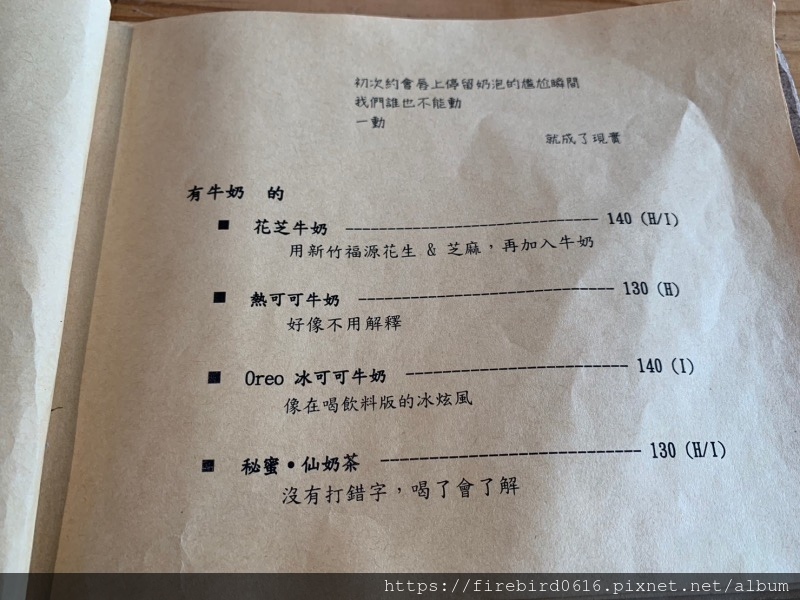 初次約會唇上停留奶泡的尷尬瞬間
我們誰也不能動
一動
就成了現實
有牛奶 的
■ 花芝牛奶 ------------------------------ 140 (H/I)
用新竹福源花生 & 芝麻，再加入牛奶
■ 熱可可牛奶 ------------------------------ 130 (H)
好像不用解釋
■ Oreo 冰可可牛奶 -------------------------- 140 (I)
像在喝飲料版的冰炫風
■ 秘蜜•仙奶茶 ------------------------------ 130 (H/I)
沒有打錯字，喝了會了解
https://firebird0616.pixnet.net/album